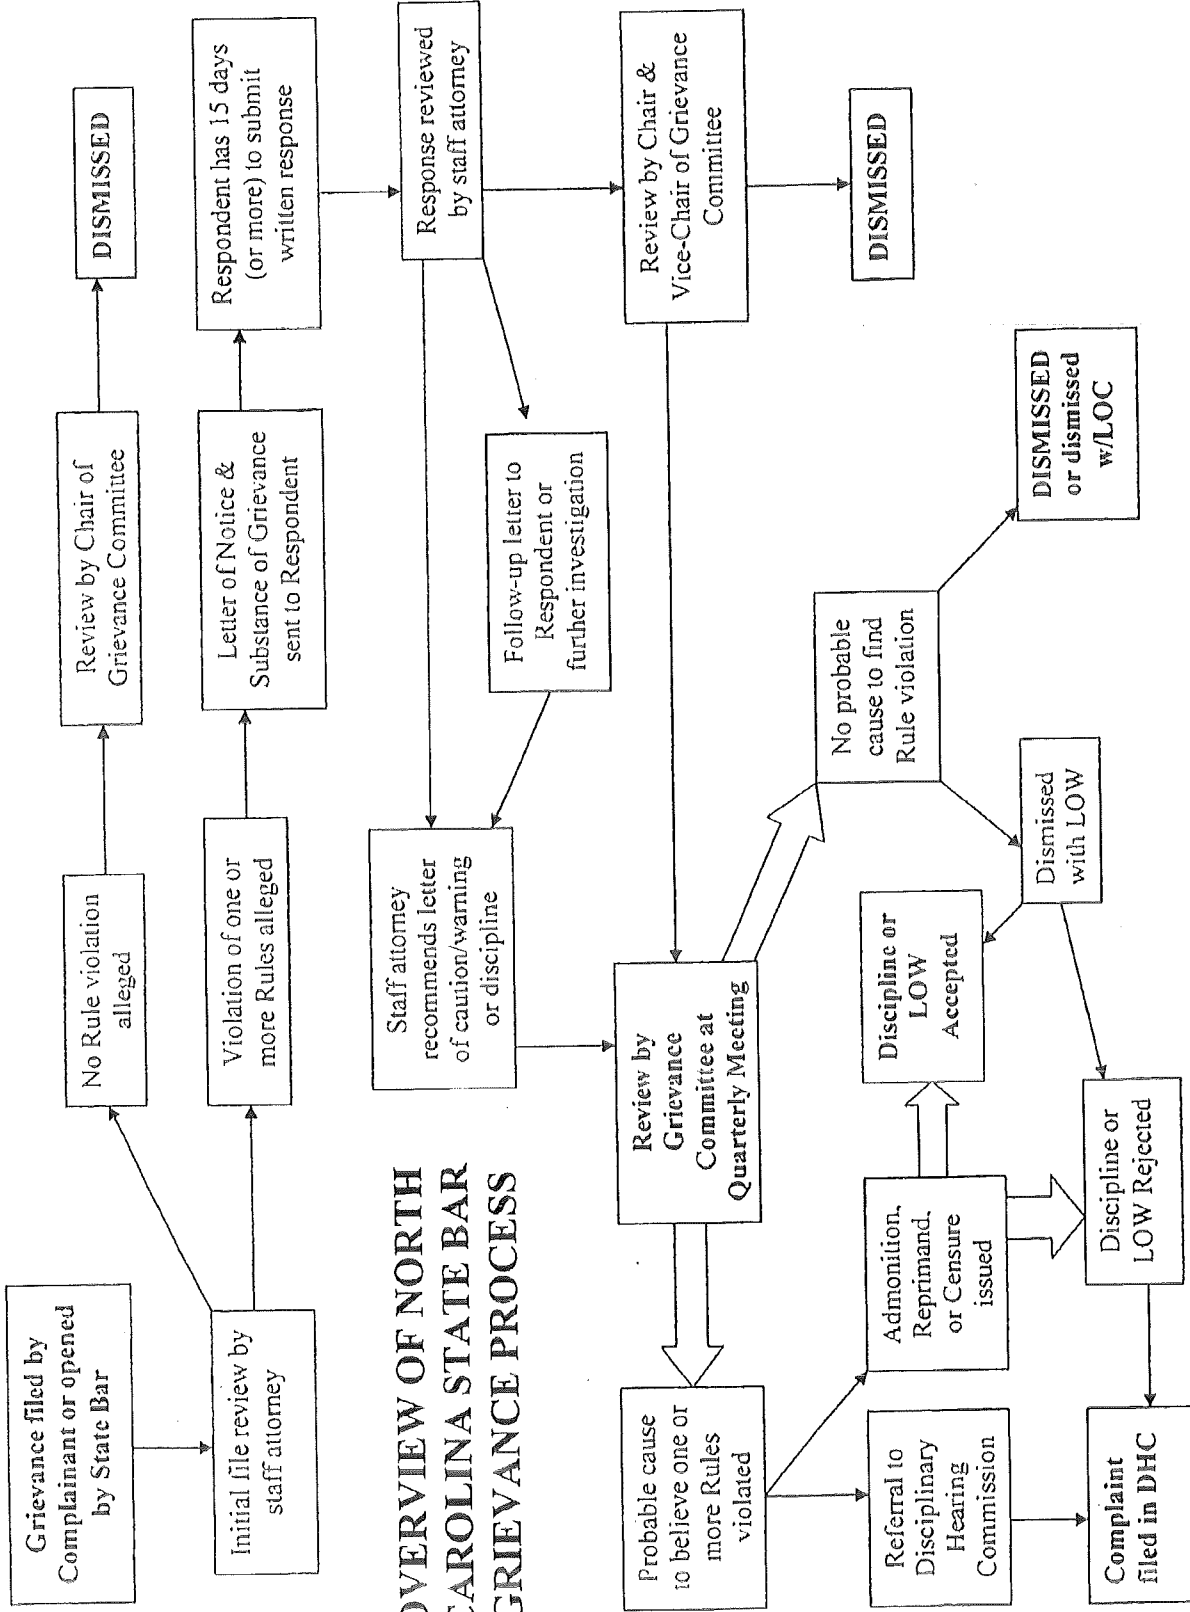 Grievance filed by
Complainant or opened
by State Bar
Initial file review by
staff attorney
No Rule violation
alleged
Review by Chair of
Grievance Committee
DISMISSED
Violation of one or
more Rules alleged
Letter of Notice &
Substance of Grievance
sent to Respondent
Respondent has 15 days
(or more) to submit
written response
OVERVIEW OF NORTH
CAROLINA STATE BAR
GRIEVANCE PROCESS
Staff attorney
recommends letter
of caution/warning
or discipline
Follow-up letter to
Respondent or
further investigation
Response reviewed
by staff attorney
Review by
Grievance
Committee at
Quarterly Meeting
Review by Chair &
Vice-Chair of Grievance
Committee
DISMISSED
Probable cause
to believe one or
more Rules
violated
No probable
cause to find
Rule violation
Referral to
Disciplinary
Hearing
Commission
Admonition,
Reprimand,
or Censure
issued
Discipline or
LOW
Accepted
Dismissed
with LOW
DISMISSED
or dismissed
w/LOC
Complaint
filed in DHC
Discipline or
LOW Rejected